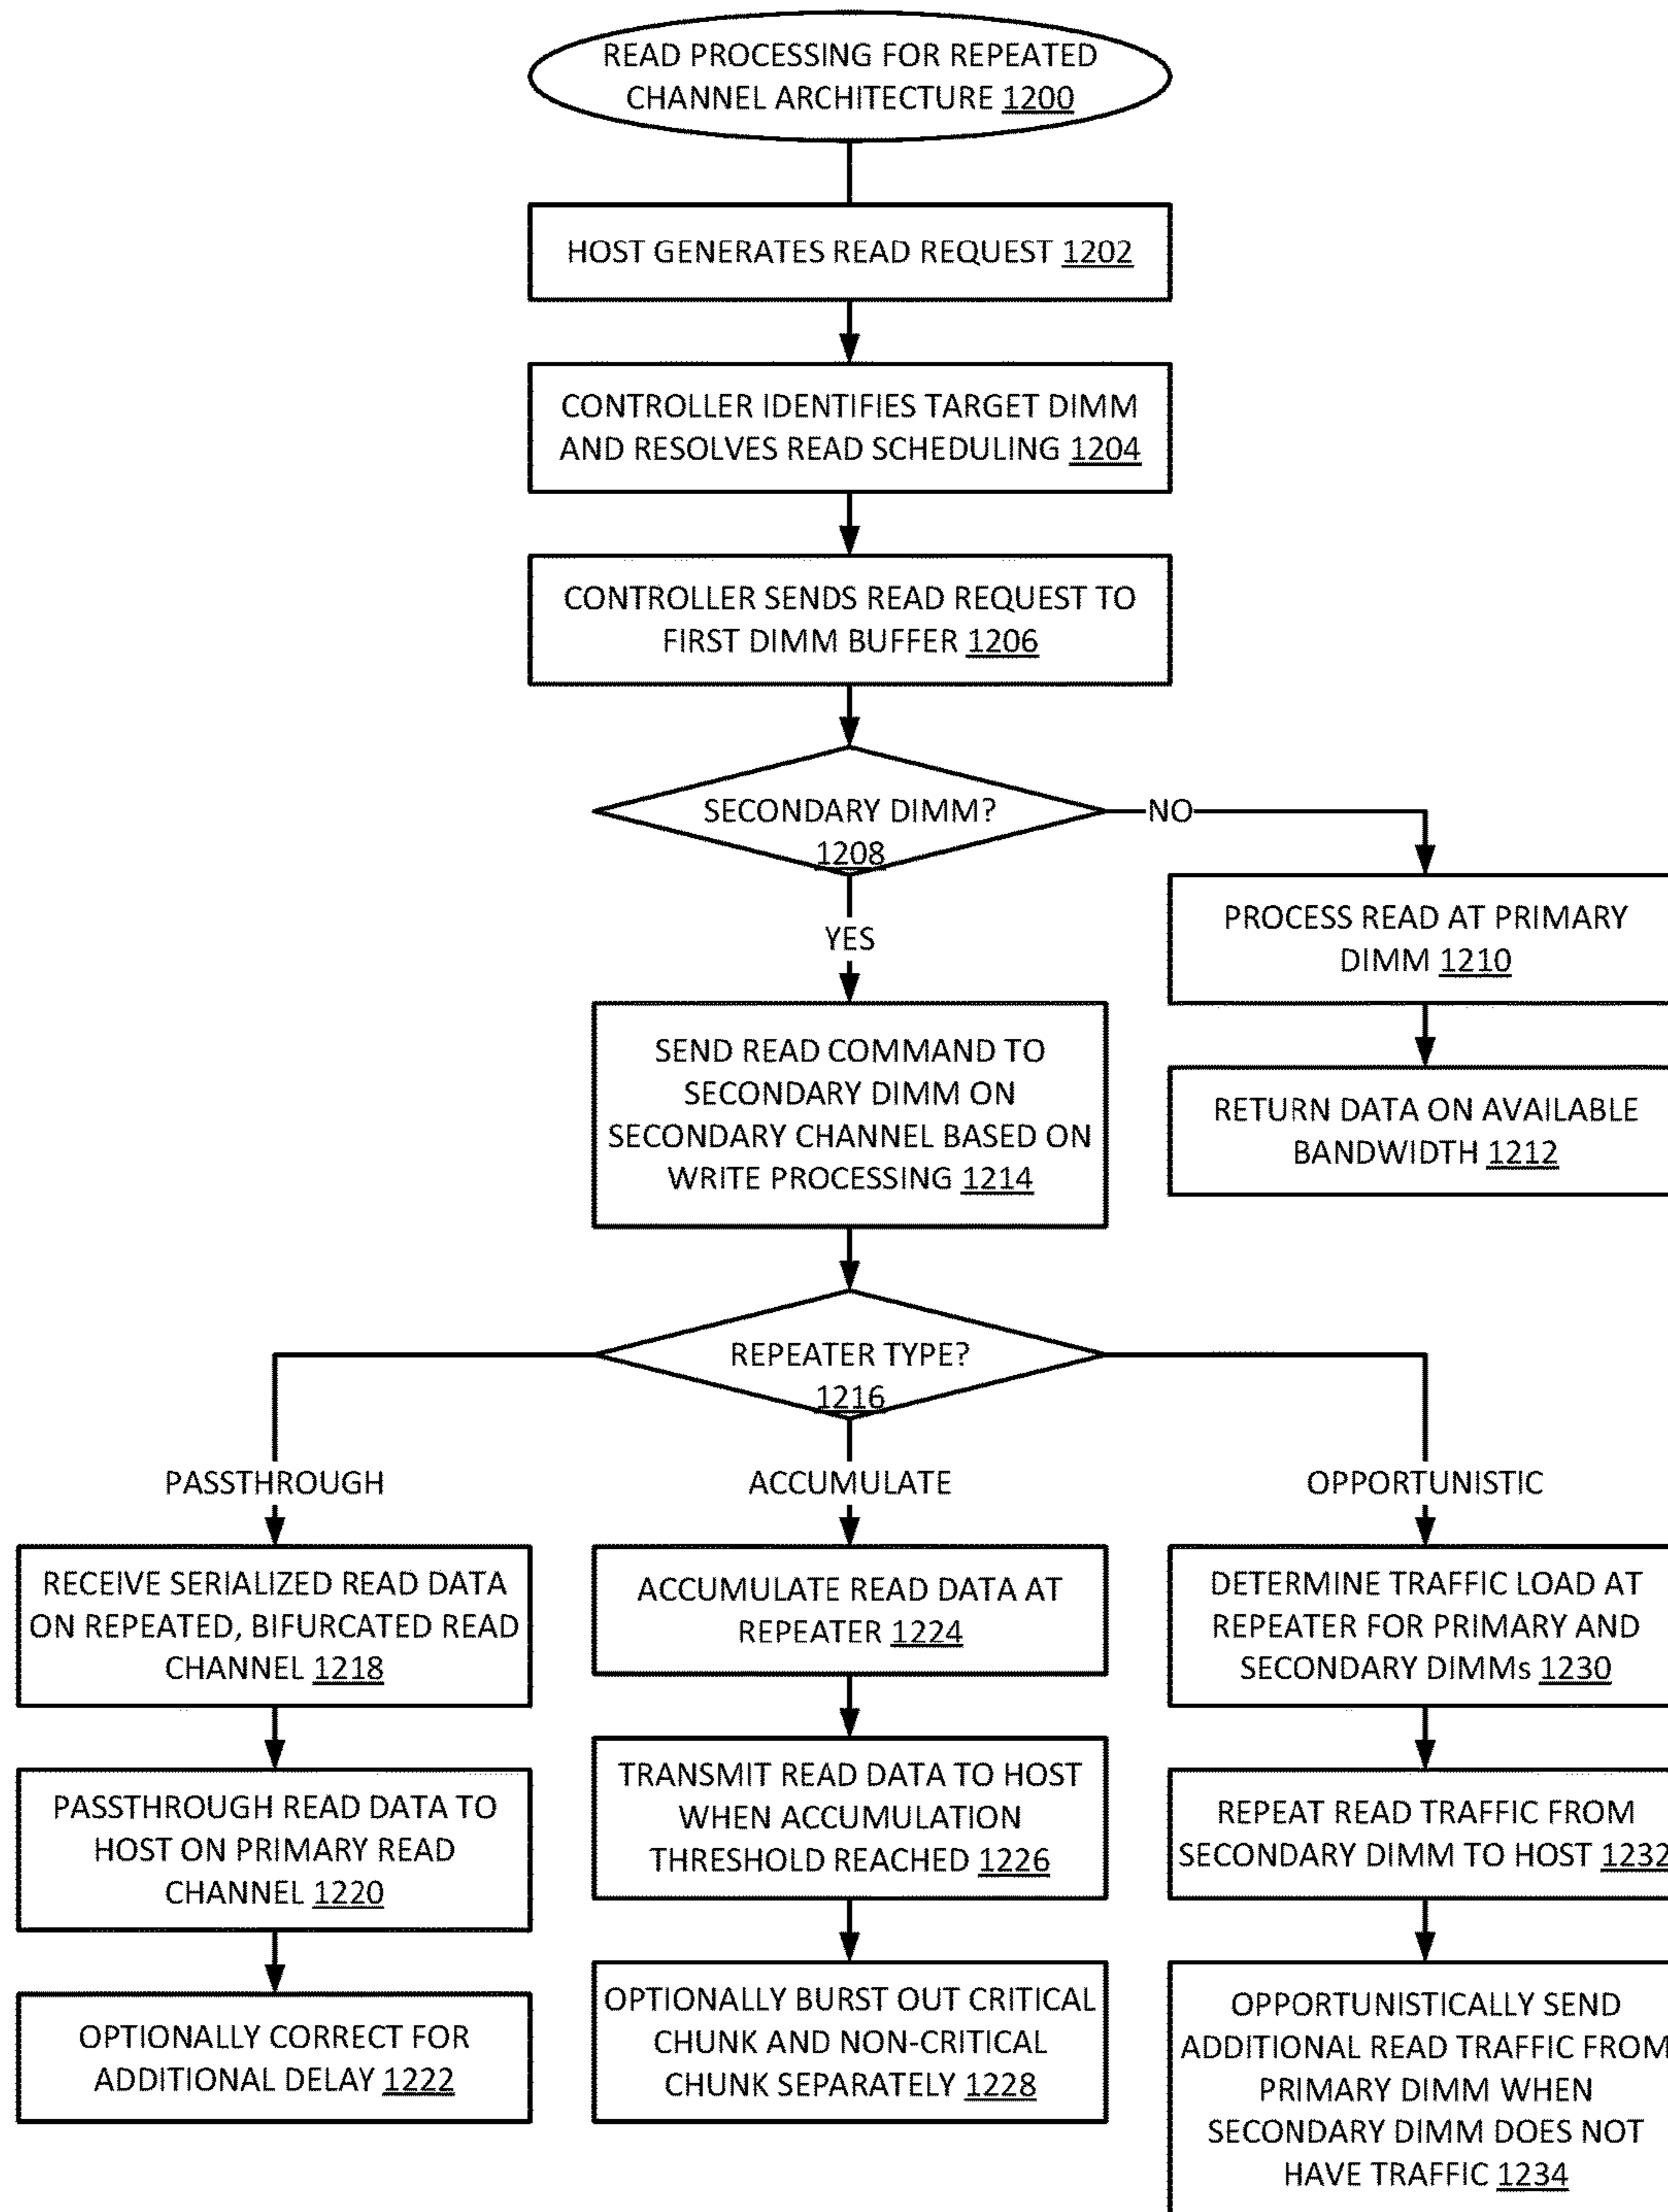 READ PROCESSING FOR REPEATED
CHANNEL ARCHITECTURE 1200
HOST GENERATES READ REQUEST 1202
CONTROLLER IDENTIFIES TARGET DIMM
AND RESOLVES READ SCHEDULING 1204
CONTROLLER SENDS READ REQUEST TO
FIRST DIMM BUFFER 1206
SECONDARY DIMM?
1208
NO
PROCESS READ AT PRIMARY
DIMM 1210
RETURN DATA ON AVAILABLE
BANDWIDTH 1212
YES
SEND READ COMMAND TO
SECONDARY DIMM ON
SECONDARY CHANNEL BASED ON
WRITE PROCESSING 1214
REPEATER TYPE?
1216
PASSTHROUGH
RECEIVE SERIALIZED READ DATA
ON REPEATED, BIFURCATED READ
CHANNEL 1218
PASSTHROUGH READ DATA TO
HOST ON PRIMARY READ
CHANNEL 1220
OPTIONALLY CORRECT FOR
ADDITIONAL DELAY 1222
ACCUMULATE
ACCUMULATE READ DATA AT
REPEATER 1224
TRANSMIT READ DATA TO HOST
WHEN ACCUMULATION
THRESHOLD REACHED 1226
OPTIONALLY BURST OUT CRITICAL
CHUNK AND NON-CRITICAL
CHUNK SEPARATELY 1228
OPPORTUNISTIC
DETERMINE TRAFFIC LOAD AT
REPEATER FOR PRIMARY AND
SECONDARY DIMMs 1230
REPEAT READ TRAFFIC FROM
SECONDARY DIMM TO HOST 1232
OPPORTUNISTICALLY SEND
ADDITIONAL READ TRAFFIC FROM
PRIMARY DIMM WHEN
SECONDARY DIMM DOES NOT
HAVE TRAFFIC 1234